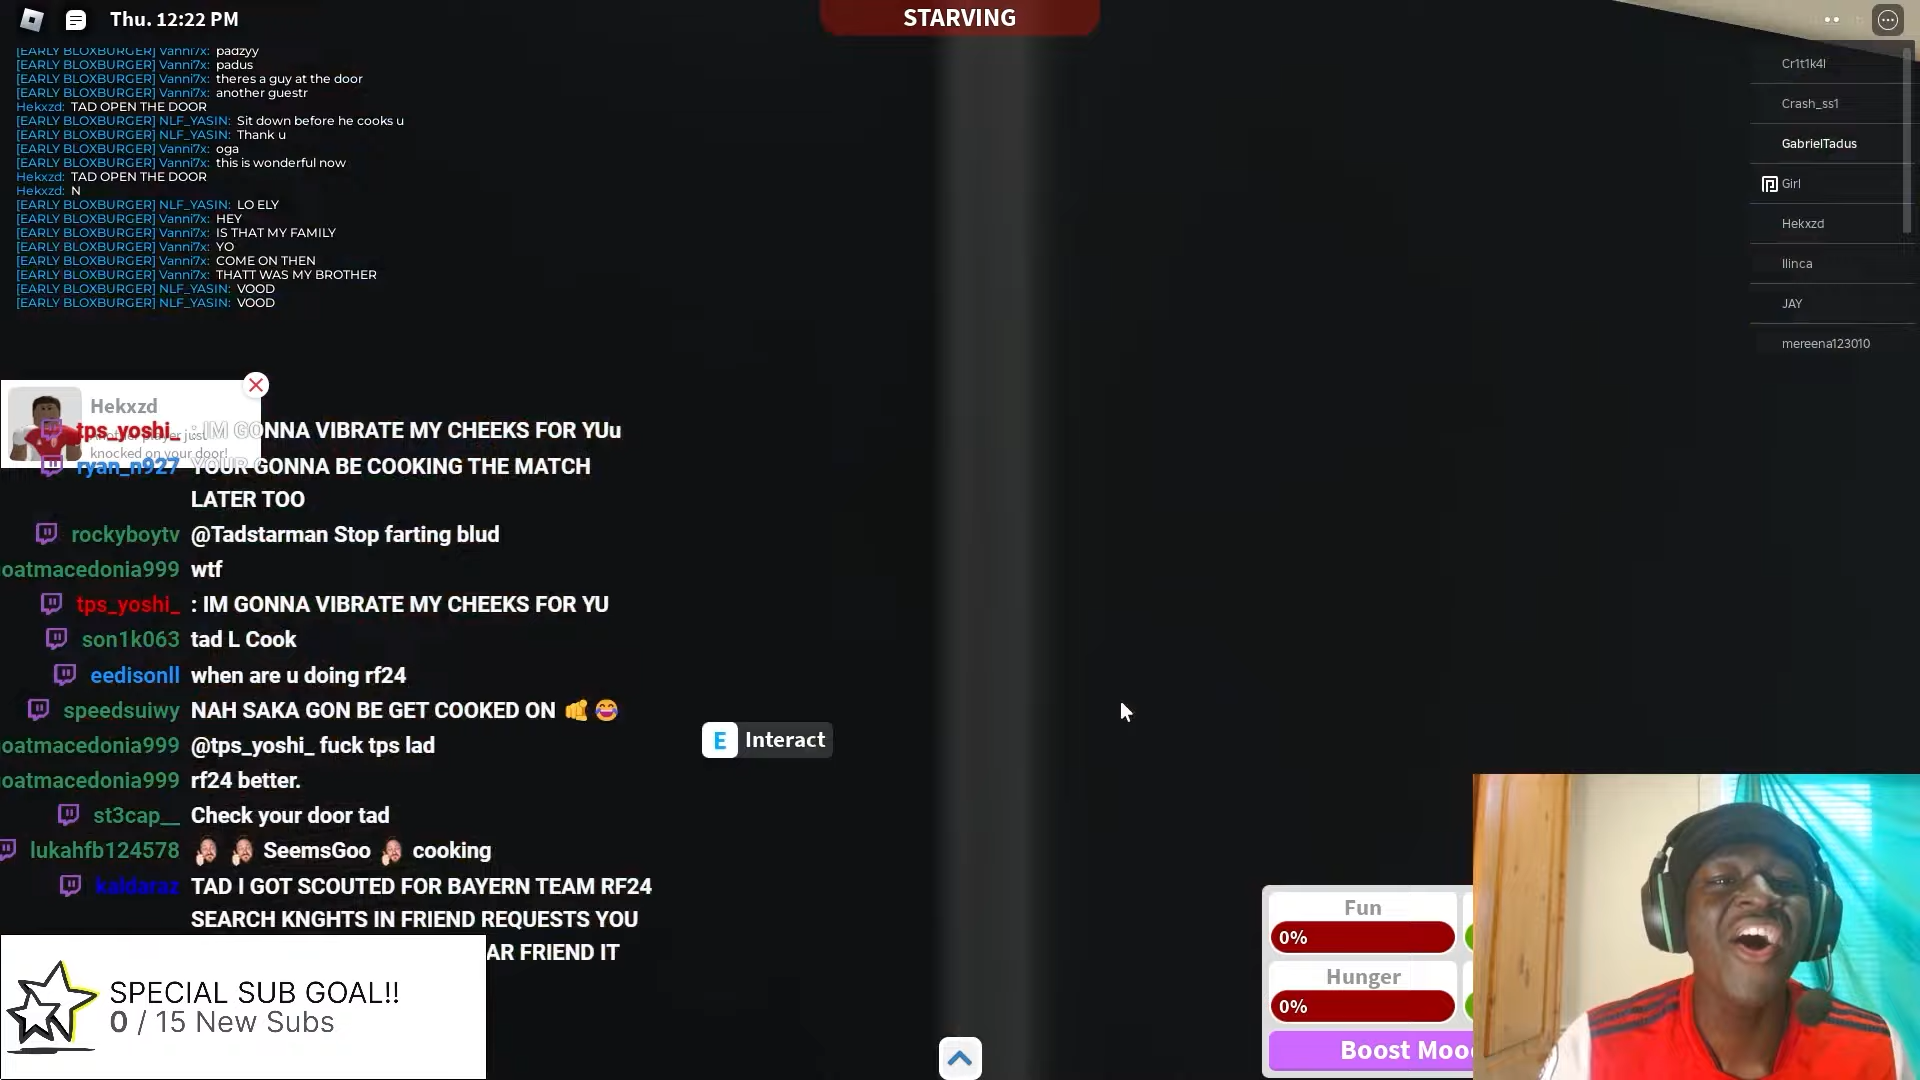 Thu. 12:22 PM
STARVING
[EARLY BLOXBURGER] Vanni7x: padzyy
[EARLY BLOXBURGER] Vanni7x: padus
[EARLY BLOXBURGER] Vanni7x: theres a guy at the door
[EARLY BLOXBURGER] Vanni7x: another guestr
Hekxzd: TAD OPEN THE DOOR
[EARLY BLOXBURGER] NLF_YASIN: Sit down before he cooks u
[EARLY BLOXBURGER] NLF_YASIN: Thank u
[EARLY BLOXBURGER] Vanni7x: oga
[EARLY BLOXBURGER] Vanni7x: this is wonderful now
Hekxzd: TAD OPEN THE DOOR
Hekxzd: N
[EARLY BLOXBURGER] NLF_YASIN: LO ELY
[EARLY BLOXBURGER] Vanni7x: HEY
[EARLY BLOXBURGER] Vanni7x: IS THAT MY FAMILY
[EARLY BLOXBURGER] Vanni7x: YO
[EARLY BLOXBURGER] Vanni7x: COME ON THEN
[EARLY BLOXBURGER] Vanni7x: THATT WAS MY BROTHER
[EARLY BLOXBURGER] NLF_YASIN: VOOD
[EARLY BLOXBURGER] NLF_YASIN: VOOD
Cr1t1k4l
Crash_ss1
GabrielTadus
Girl
Hekxzd
Ilinca
JAY
mereena123010
Hekxzd
player just
knocked on your door!
tps_yoshi_ : IM GONNA VIBRATE MY CHEEKS FOR YUu
ryan_n927 YOUR GONNA BE COOKING THE MATCH
LATER TOO
rockyboytv @Tadstarman Stop farting blud
oatmacedonia999 wtf
tps_yoshi_ : IM GONNA VIBRATE MY CHEEKS FOR YU
son1k063 tad L Cook
eedisonll when are u doing rf24
speedsuiwy NAH SAKA GON BE GET COOKED ON 🫵 😂
oatmacedonia999 @tps_yoshi_ fuck tps lad
oatmacedonia999 rf24 better.
st3cap__ Check your door tad
lukahfb124578 SeemsGoo cooking
kaldaraz TAD I GOT SCOUTED FOR BAYERN TEAM RF24
SEARCH KNGHTS IN FRIEND REQUESTS YOU
AR FRIEND IT
E Interact
SPECIAL SUB GOAL!!
0 / 15 New Subs
Fun
0%
Hunger
0%
Boost Moo